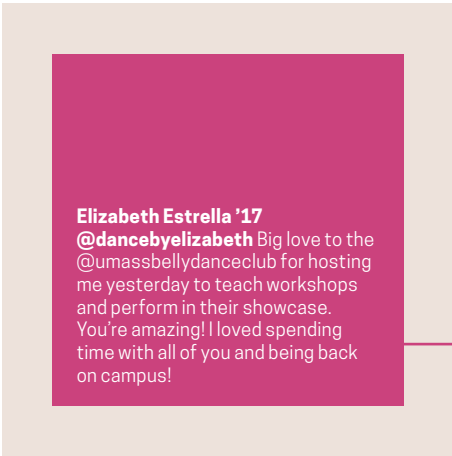 Elizabeth Estrella ’17
@dancebyelizabeth Big love to the
@umassbellydanceclub for hosting
me yesterday to teach workshops
and perform in their showcase.
You’re amazing! I loved spending
time with all of you and being back
on campus!